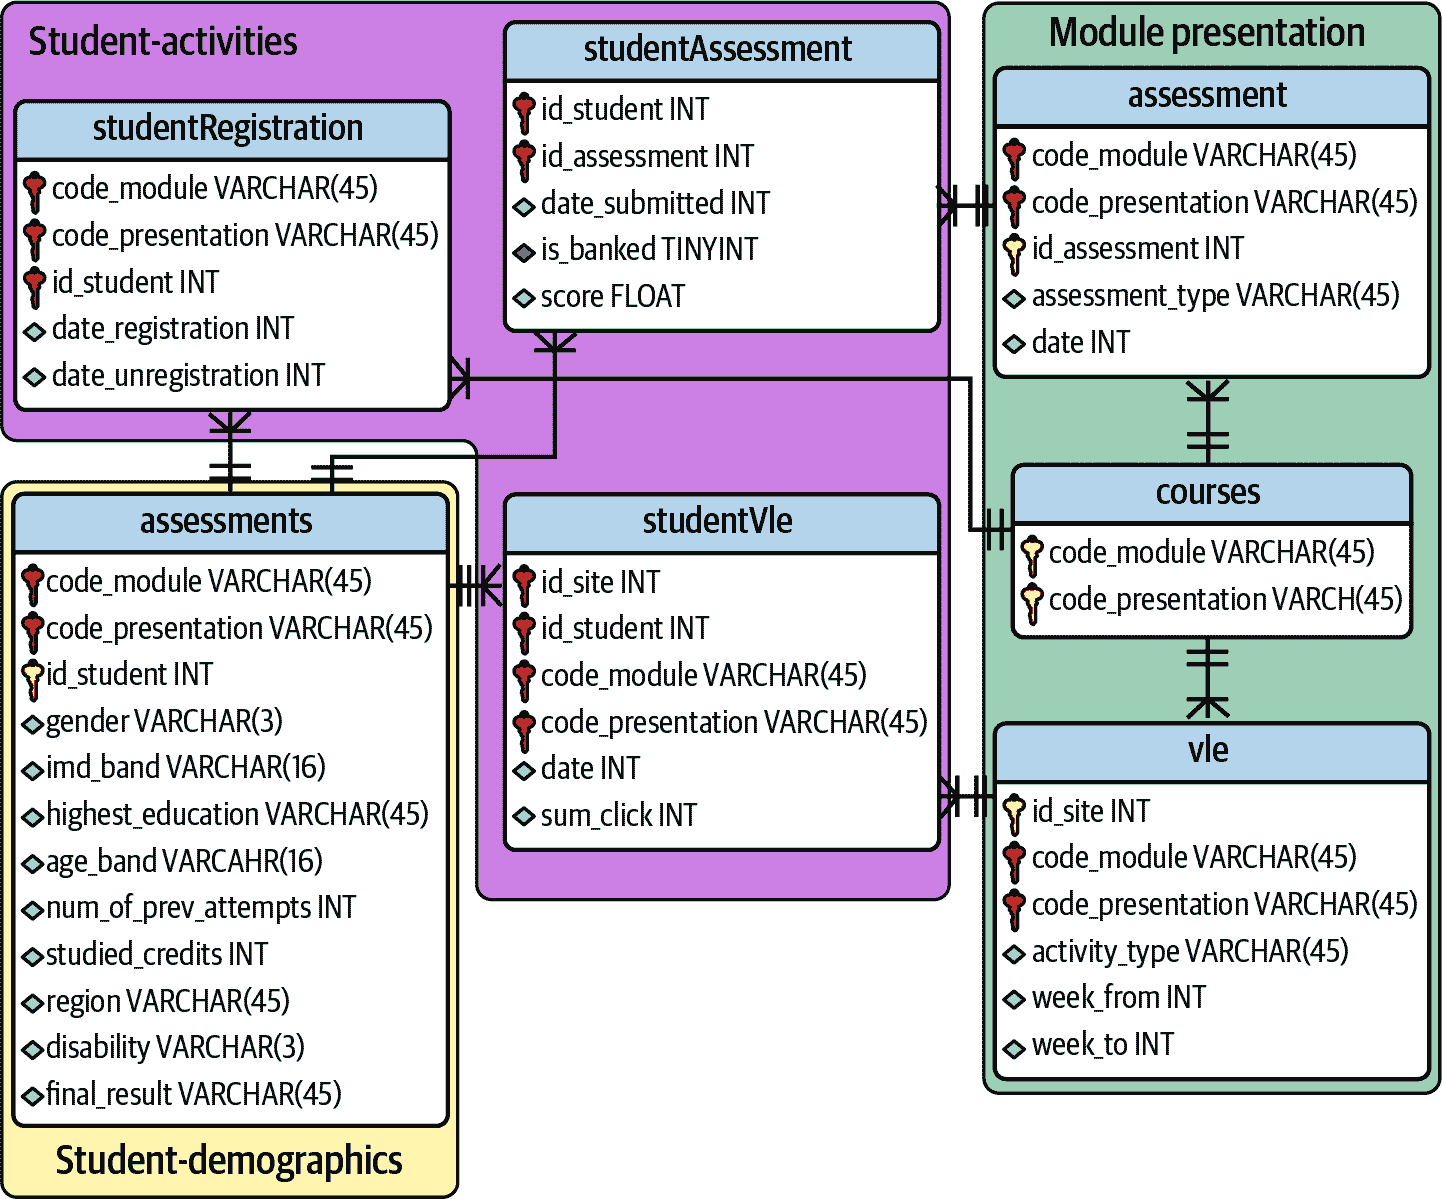 Student-activities
studentRegistration
code_module VARCHAR(45)
code_presentation VARCHAR(45)
id_student INT
date_registration INT
date_unregistration INT
studentAssessment
id_student INT
id_assessment INT
date_submitted INT
is_banked TINYINT
score FLOAT
Module presentation
assessment
code_module VARCHAR(45)
code_presentation VARCHAR(45)
id_assessment INT
assessment_type VARCHAR(45)
date INT
assessments
code_module VARCHAR(45)
code_presentation VARCHAR(45)
id_student INT
gender VARCHAR(3)
imd_band VARCHAR(16)
highest_education VARCHAR(45)
age_band VARCAHR(16)
num_of_prev_attempts INT
studied_credits INT
region VARCHAR(45)
disability VARCHAR(3)
final_result VARCHAR(45)
Student-demographics
studentVle
id_site INT
id_student INT
code_module VARCHAR(45)
code_presentation VARCHAR(45)
date INT
sum_click INT
courses
code_module VARCHAR(45)
code_presentation VARCH(45)
vle
id_site INT
code_module VARCHAR(45)
code_presentation VARCHAR(45)
activity_type VARCHAR(45)
week_from INT
week_to INT